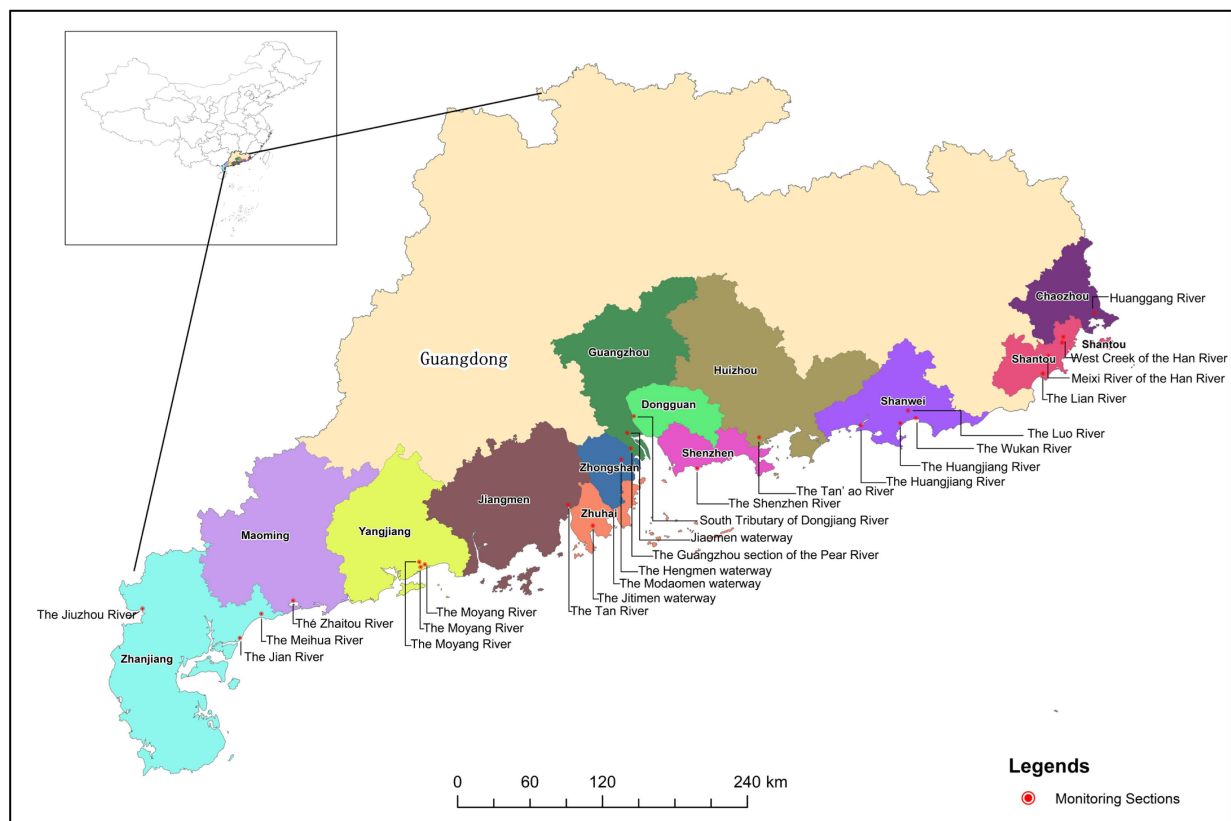 Guangdong
Chaozhou
Huanggang River
Shantou
Shantou
West Creek of the Han River
Meixi River of the Han River
The Lian River
Guangzhou
Huizhou
Dongguan
Shanwei
The Luo River
The Wukan River
The Huangjiang River
The Huangjiang River
Shenzhen
The Tan' ao River
The Shenzhen River
South Tributary of Dongjiang River
Jiaomen waterway
The Guangzhou section of the Pear River
The Hengmen waterway
The Modaomen waterway
The Jitimen waterway
The Tan River
Zhongshan
Zhuhai
Jiangmen
Yangjiang
The Moyang River
The Moyang River
The Moyang River
Maoming
The Zhaitou River
The Meihua River
The Jian River
The Jiuzhou River
Zhanjiang
0 60 120 240 km
Legends
Monitoring Sections